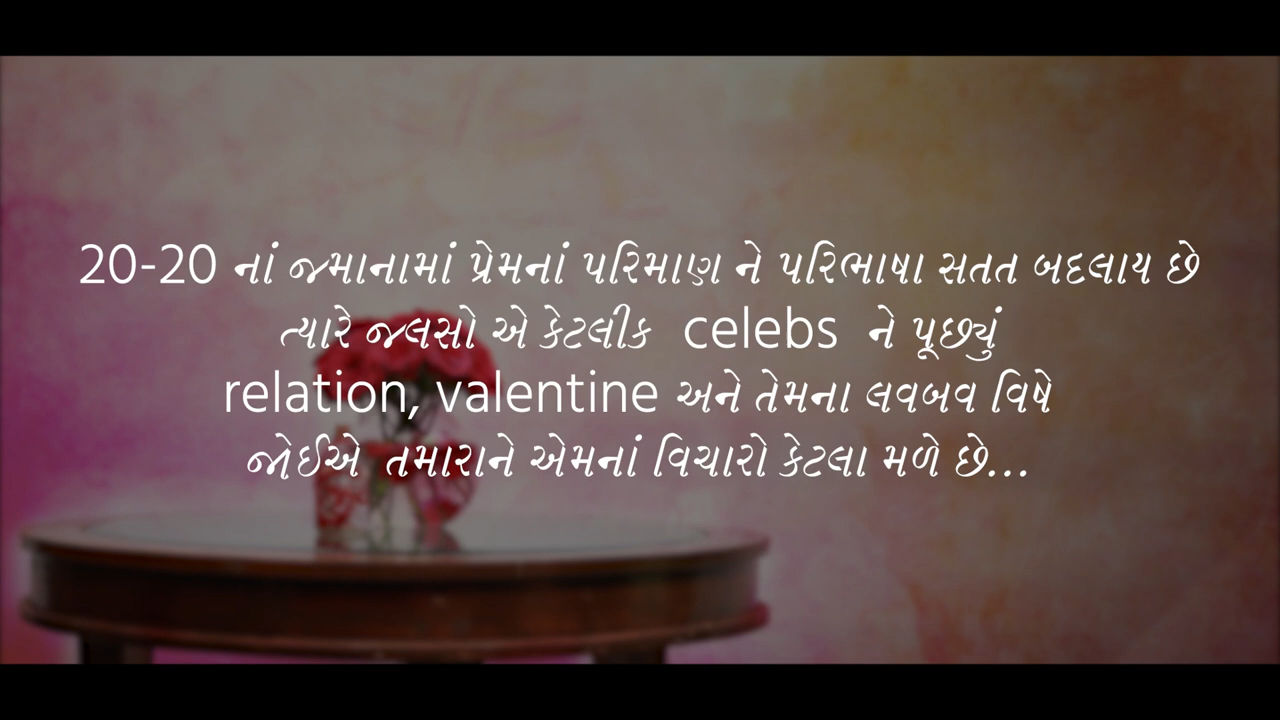 20-20 નાં જમાનામાં પ્રેમનાં પરિમાણ ને પરિભાષા સતત બદલાય છે
ત્યારે જલસો એ કેટલીક celebs ને પૂછ્યું
relation, valentine અને તેમના લવબવ વિષે
જોઈએ તમારાને એમનાં વિચારો કેટલા મળે છે...